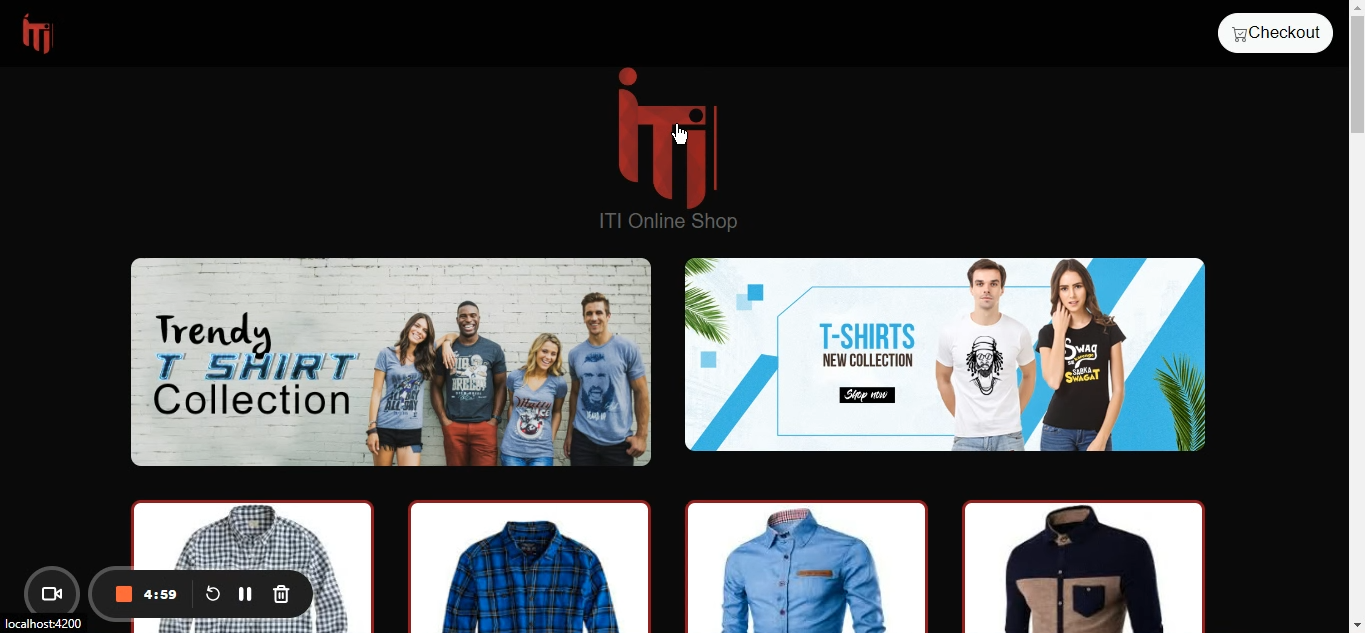 iTi
Checkout
iTi
ITI Online Shop
Trendy
T SHIRT
Collection
T-SHIRTS
NEW COLLECTION
Shop now
SWAG
SABKA
SWAGAT
4:59
localhost:4200